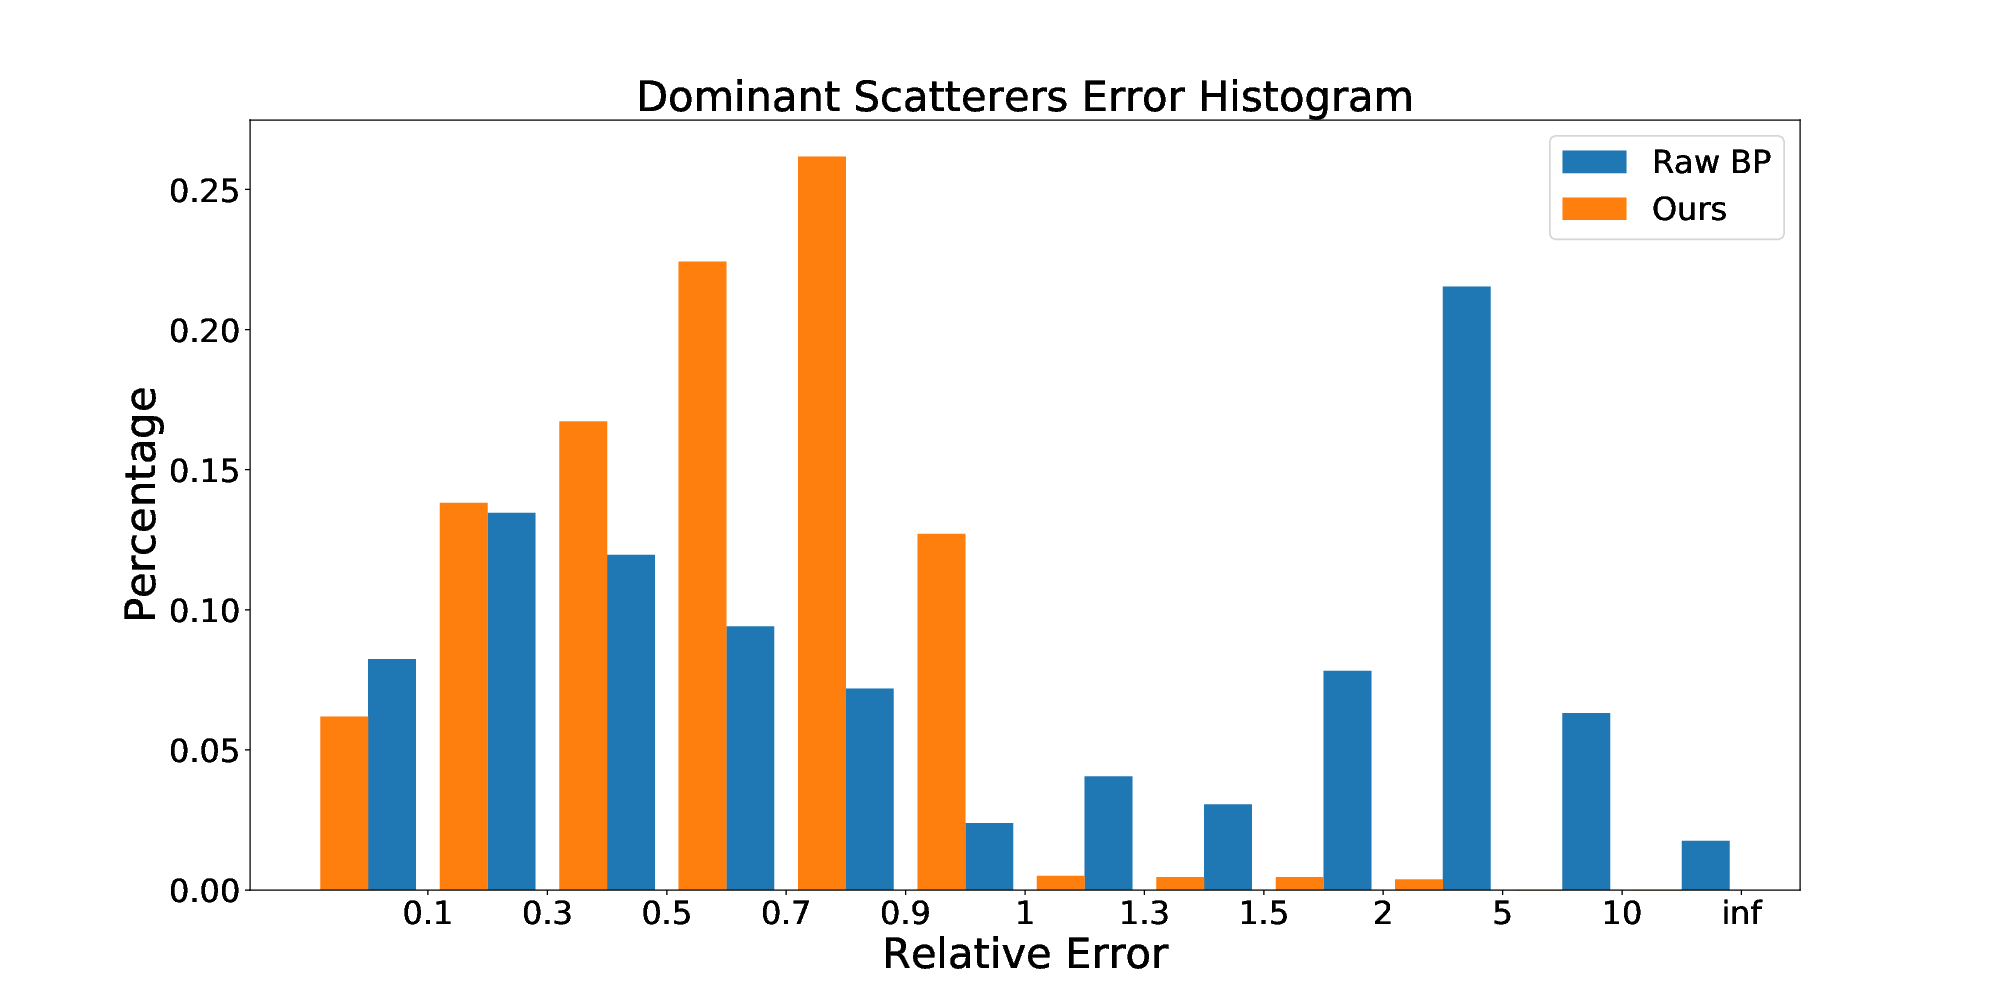 Dominant Scatterers Error Histogram
Raw BP
Ours
Percentage
0.25
0.20
0.15
0.10
0.05
0.00
0.1 0.3 0.5 0.7 0.9 1 1.3 1.5 2 5 10 inf
Relative Error